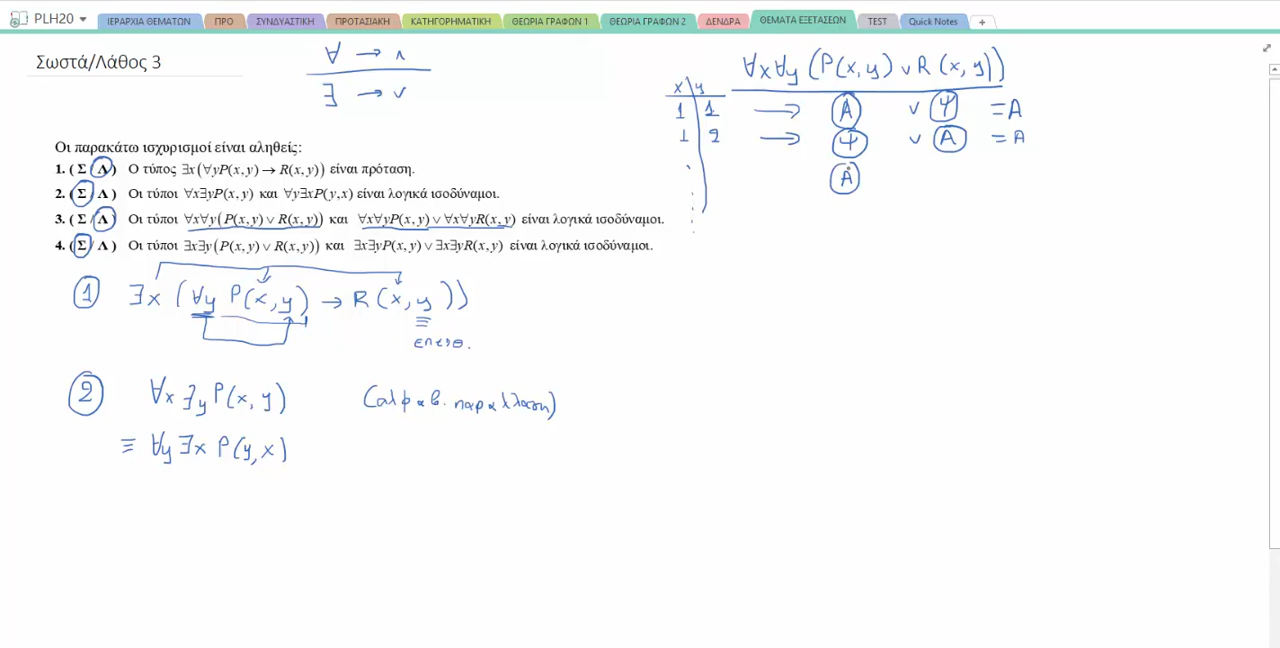 PLH20
ΙΕΡΑΡΧΙΑ ΘΕΜΑΤΩΝ ΠΡΟ ΣΥΝΔΥΑΣΤΙΚΗ ΠΡΟΤΑΣΙΑΚΗ ΚΑΤΗΓΟΡΗΜΑΤΙΚΗ ΘΕΩΡΙΑ ΓΡΑΦΩΝ 1 ΘΕΩΡΙΑ ΓΡΑΦΩΝ 2 ΔΕΝΔΡΑ ΘΕΜΑΤΑ ΕΞΕΤΑΣΕΩΝ TEST Quick Notes +
Σωστά/Λάθος 3
∀ → ∧
∃ → ∨
∀x∀y (P(x,y) ∨ R(x,y))
x y
1 1 → Α ∨ Ψ = Α
1 2 → Ψ ∨ Α = Α
Α
Οι παρακάτω ισχυρισμοί είναι αληθείς:
1. ( Σ / Λ ) Ο τύπος ∃x(∀yP(x,y) → R(x,y)) είναι πρόταση.
2. ( Σ / Λ ) Οι τύποι ∀x∃yP(x,y) και ∀y∃xP(y,x) είναι λογικά ισοδύναμοι.
3. ( Σ / Λ ) Οι τύποι ∀x∀y(P(x,y) ∨ R(x,y)) και ∀x∀yP(x,y) ∨ ∀x∀yR(x,y) είναι λογικά ισοδύναμοι.
4. ( Σ / Λ ) Οι τύποι ∃x∃y(P(x,y) ∨ R(x,y)) και ∃x∃yP(x,y) ∨ ∃x∃yR(x,y) είναι λογικά ισοδύναμοι.
1 ∃x (∀y P(x,y) → R(x,y))
ελευθ.
2 ∀x ∃y P(x,y) (αλφαβ. παραλλαγη)
≡ ∀y ∃x P(y,x)